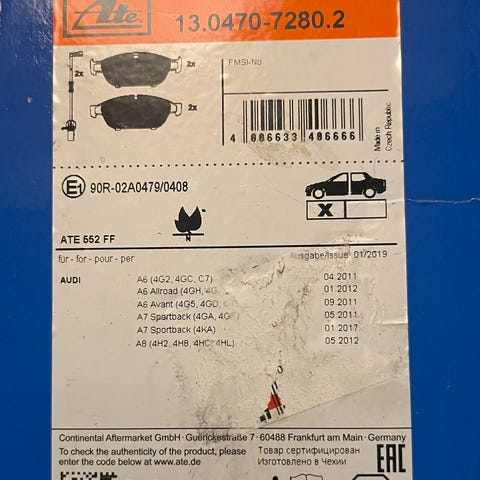 Ate
13.0470-7280.2
2x
2x
2x
FMSI-No
4 006633 406666
Made in
Czech Republic
E1 90R-02A0479/0408
X
N
ATE 552 FF
für - for - pour - per
Ausgabe/Issue 01/2019
AUDI A6 (4G2, 4GC, C7) 04.2011
A6 Allroad (4GH, 4G 01.2012
A6 Avant (4G5, 4GD, 09.2011
A7 Sportback (4GA, 4GF) 05.2011
A7 Sportback (4KA) 01.2017
A8 (4H2, 4H8, 4HC, 4HL) 05.2012
Continental Aftermarket GmbH · Guerickestraße 7 · 60488 Frankfurt am Main · Germany
To check the authenticity of the product, please
enter the code below at www.ate.de
Товар сертифицирован
Изготовлено в Чехии
EAC